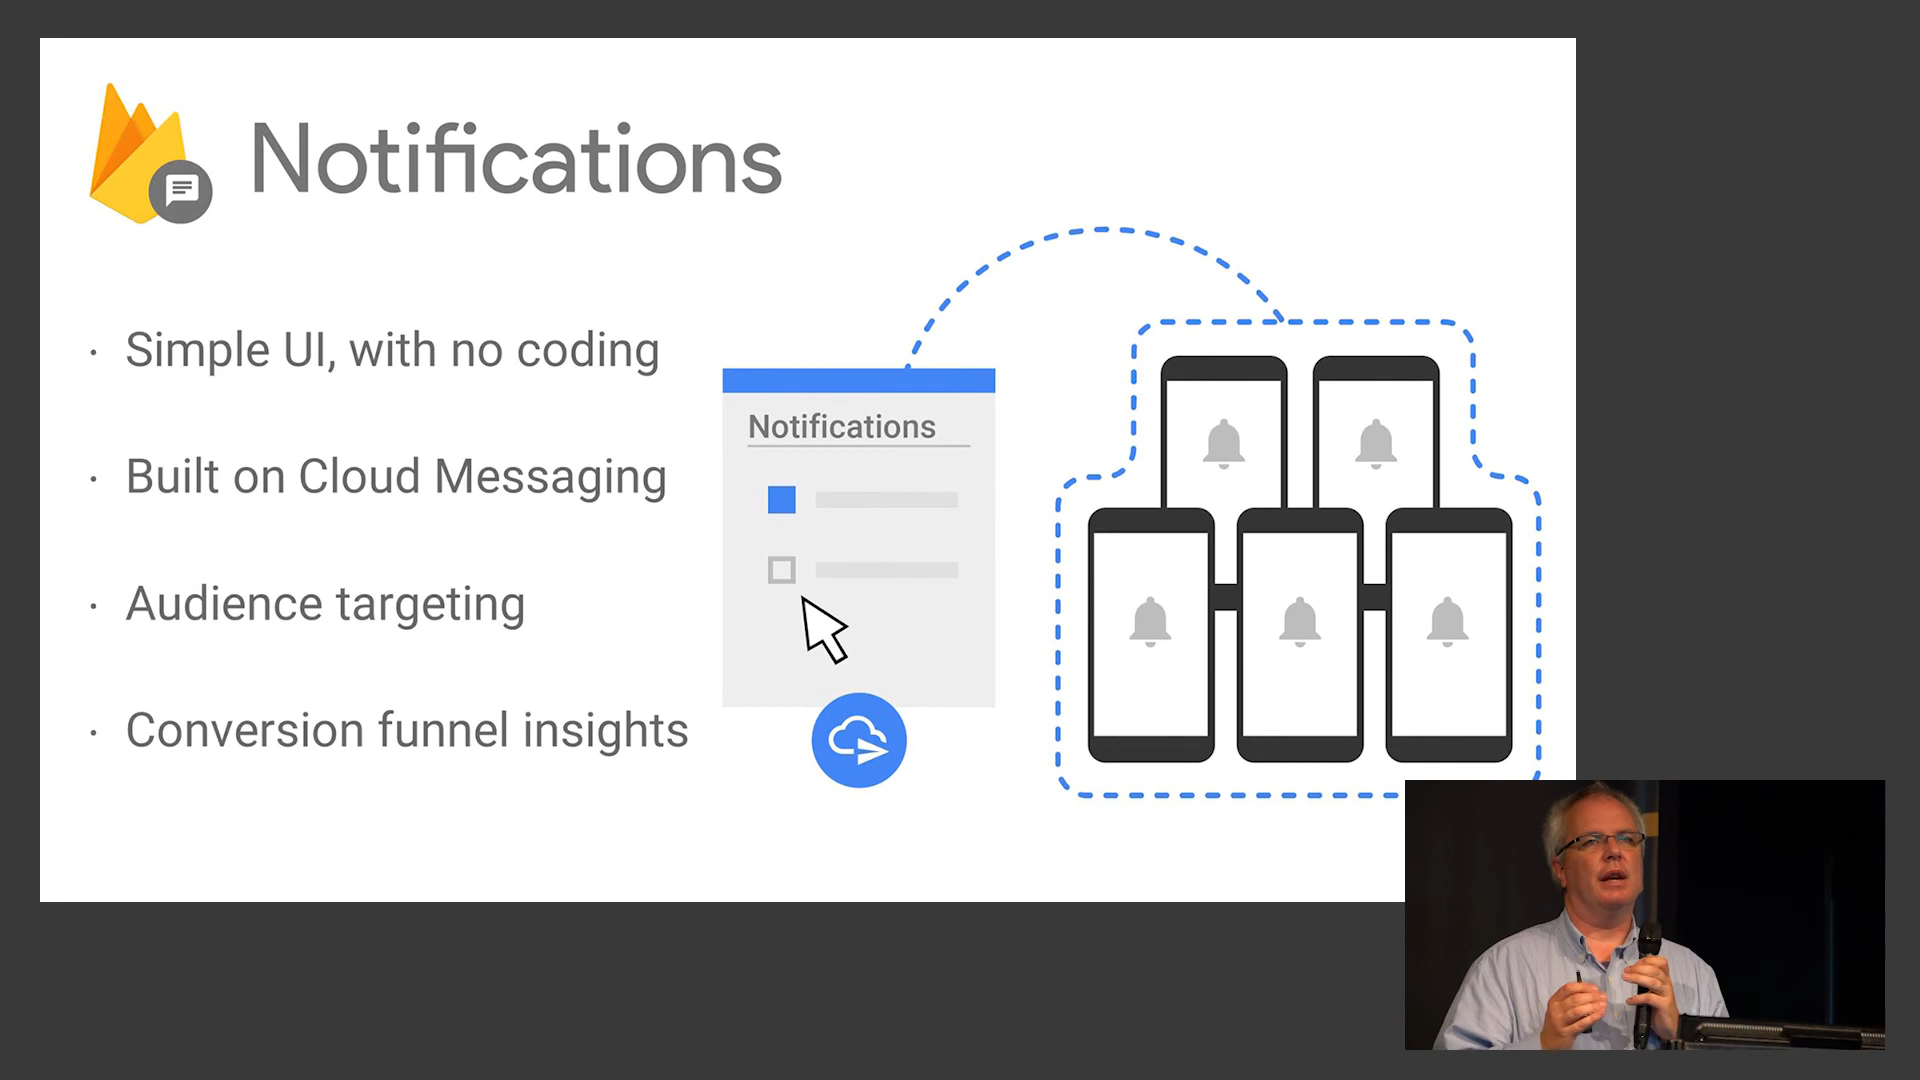 Notifications
· Simple UI, with no coding
· Built on Cloud Messaging
· Audience targeting
· Conversion funnel insights
Notifications